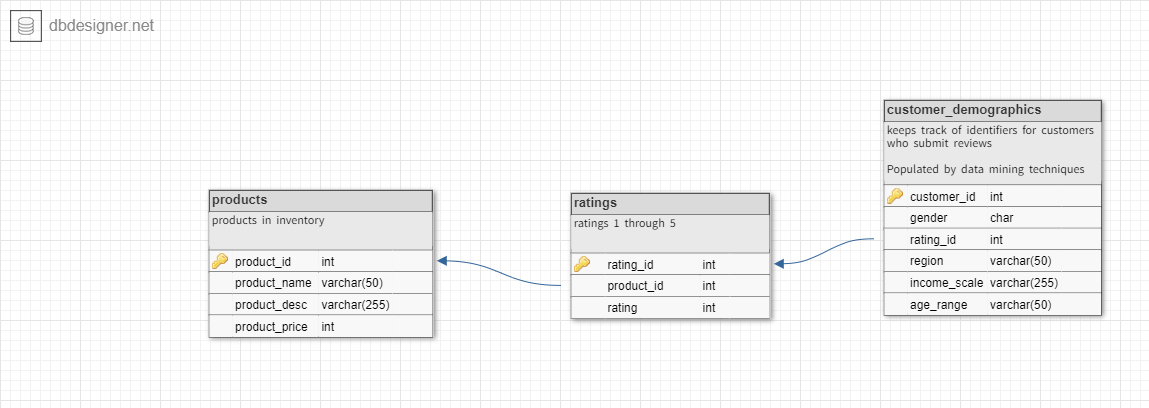 dbdesigner.net
products
products in inventory
product_id int
product_name varchar(50)
product_desc varchar(255)
product_price int
ratings
ratings 1 through 5
rating_id int
product_id int
rating int
customer_demographics
keeps track of identifiers for customers
who submit reviews
Populated by data mining techniques
customer_id int
gender char
rating_id int
region varchar(50)
income_scale varchar(255)
age_range varchar(50)